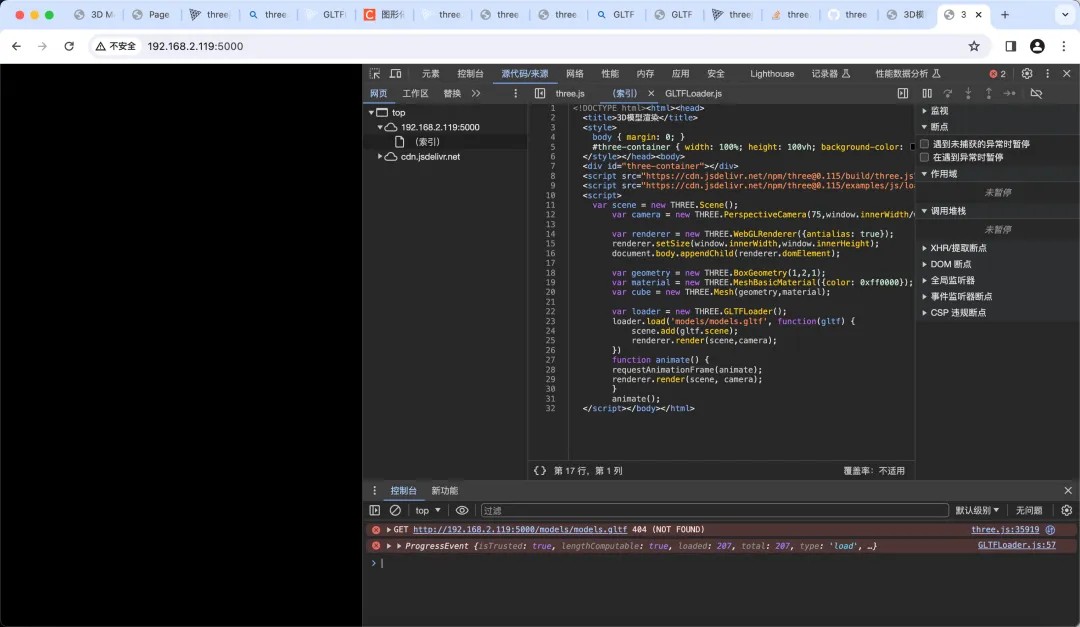 3D M
Page
three
three
GLTF
图形化
three
three
three
GLTF
GLTF
three
three
three
3D模
3
不安全
192.168.2.119:5000
元素
控制台
源代码/来源
网络
性能
内存
应用
安全
Lighthouse
记录器
性能数据分析
2
网页
工作区
替换
three.js
(索引)
GLTFLoader.js
top
192.168.2.119:5000
(索引)
cdn.jsdelivr.net
1 <!DOCTYPE html><html><head>
2 <title>3D模型渲染</title>
3 <style>
4 body { margin: 0; }
5 #three-container { width: 100%; height: 100vh; background-color:
6 </style></head><body>
7 <div id="three-container"></div>
8 <script src="https://cdn.jsdelivr.net/npm/three@0.115/build/three.js
9 <script src="https://cdn.jsdelivr.net/npm/three@0.115/examples/js/lo
10 <script>
11 var scene = new THREE.Scene();
12 var camera = new THREE.PerspectiveCamera(75,window.innerWidth/
13
14 var renderer = new THREE.WebGLRenderer({antialias: true});
15 renderer.setSize(window.innerWidth,window.innerHeight);
16 document.body.appendChild(renderer.domElement);
17
18 var geometry = new THREE.BoxGeometry(1,2,1);
19 var material = new THREE.MeshBasicMaterial({color: 0xff0000});
20 var cube = new THREE.Mesh(geometry,material);
21
22 var loader = new THREE.GLTFLoader();
23 loader.load('models/models.gltf', function(gltf) {
24 scene.add(gltf.scene);
25 renderer.render(scene,camera);
26 })
27 function animate() {
28 requestAnimationFrame(animate);
29 renderer.render(scene, camera);
30 }
31 animate();
32 </script></body></html>
{} 第 17 行，第 1 列
覆盖率：不适用
监视
断点
遇到未捕获的异常时暂停
在遇到异常时暂停
作用域
未暂停
调用堆栈
未暂停
XHR/提取断点
DOM 断点
全局监听器
事件监听器断点
CSP 违规断点
控制台
新功能
top
过滤
默认级别
无问题
GET http://192.168.2.119:5000/models/models.gltf 404 (NOT FOUND)
three.js:35919
ProgressEvent {isTrusted: true, lengthComputable: true, loaded: 207, total: 207, type: 'load', …}
GLTFLoader.js:57